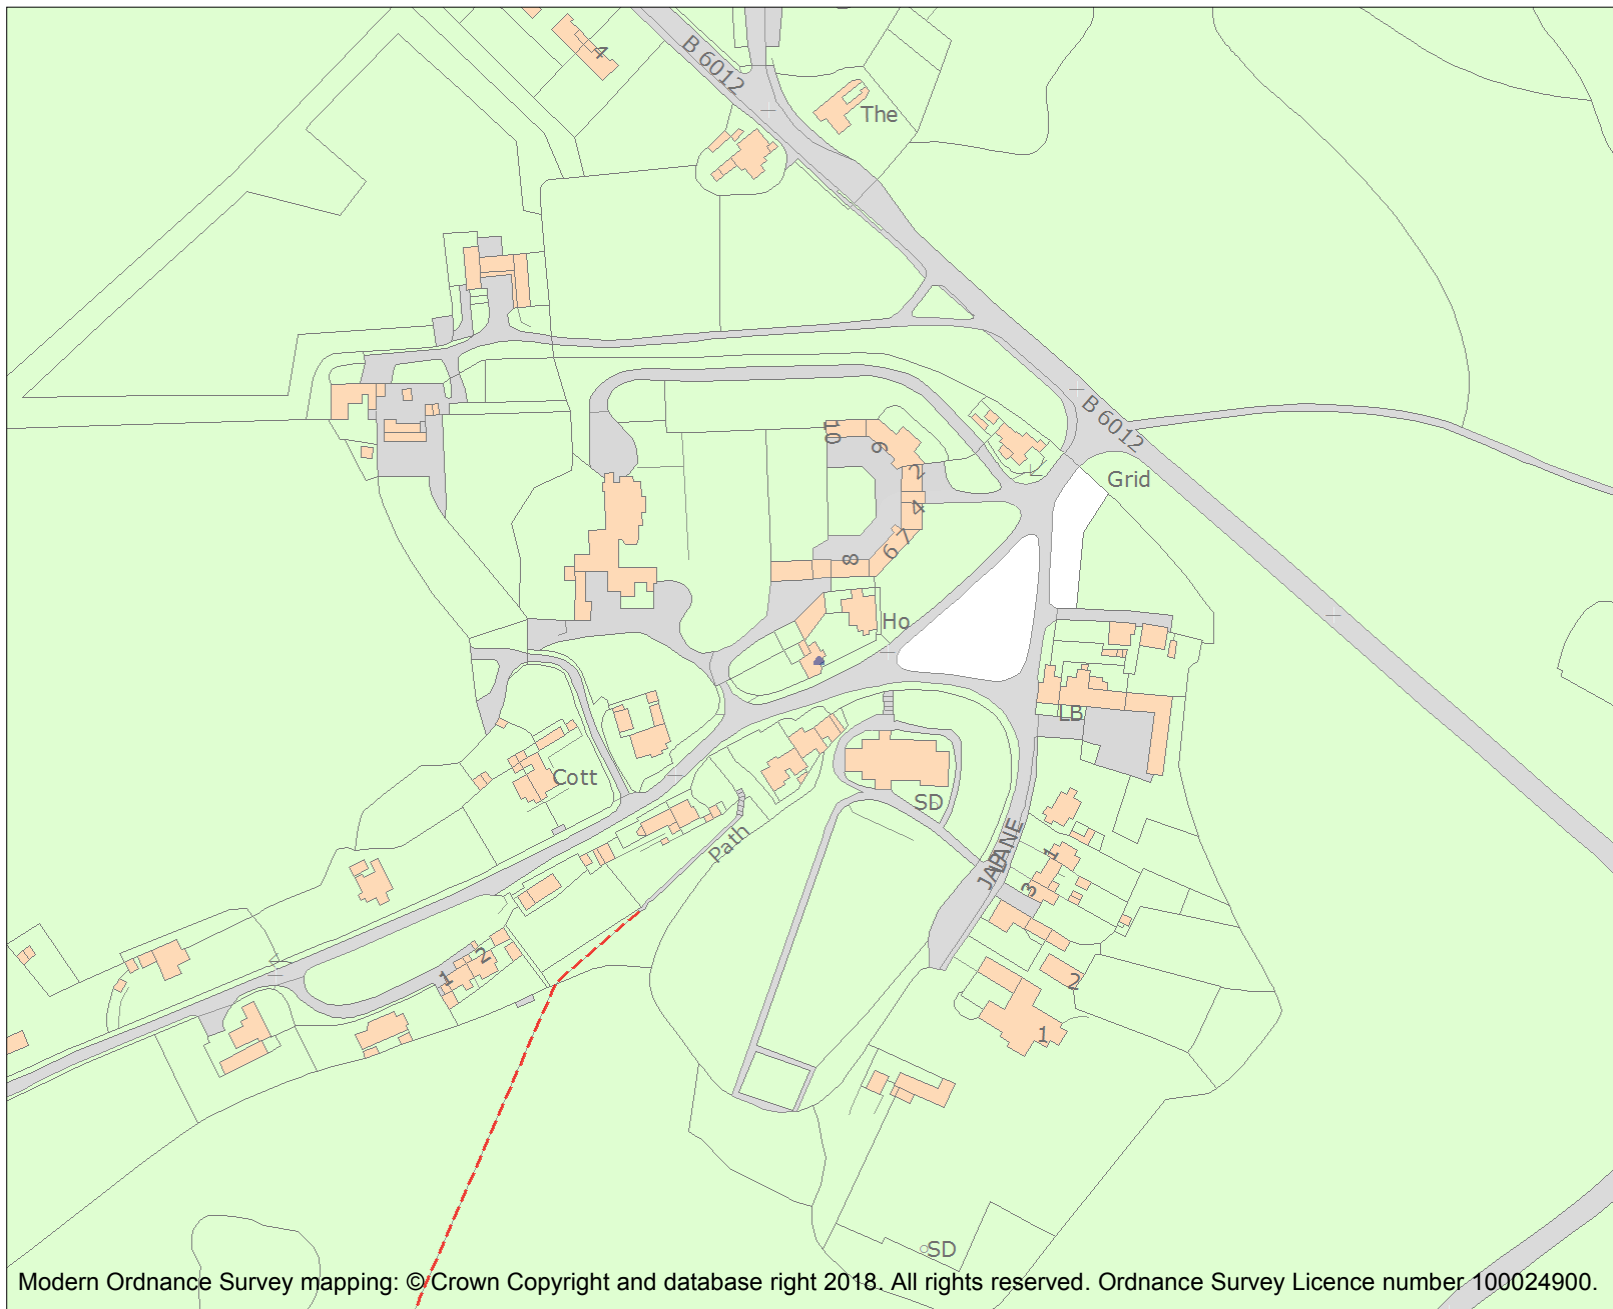 4
B 6012
The
B 6012
10
9
2
Grid
4
7
6
8
Ho
LB
Cott
SD
Path
1
3
2
1
2
1
SD
Modern Ordnance Survey mapping: © Crown Copyright and database right 2018. All rights reserved. Ordnance Survey Licence number 100024900.